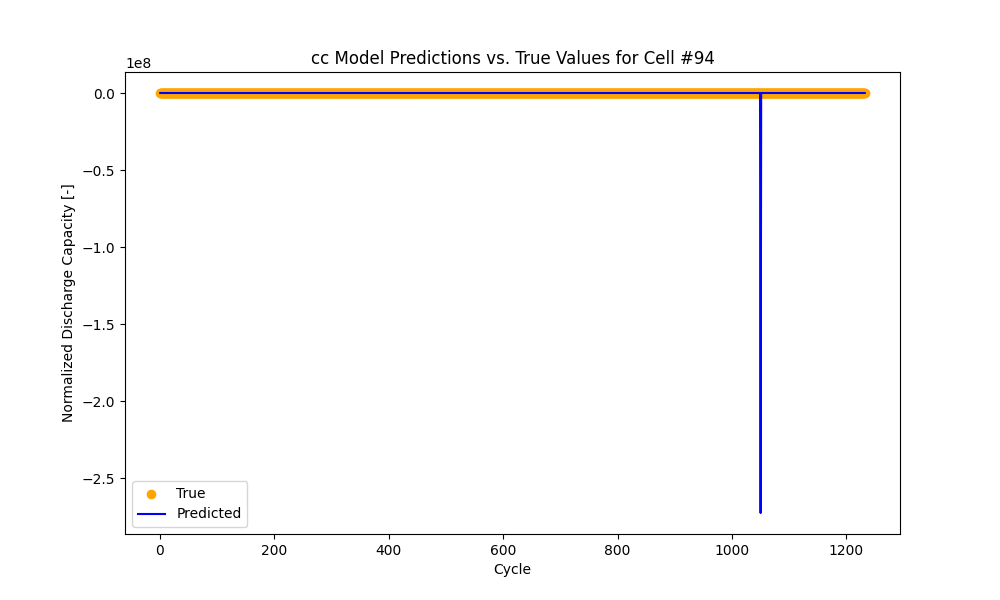 cc Model Predictions vs. True Values for Cell #94
1e8
0.0
−0.5
−1.0
−1.5
−2.0
−2.5
Normalized Discharge Capacity [-]
True
Predicted
0 200 400 600 800 1000 1200
Cycle